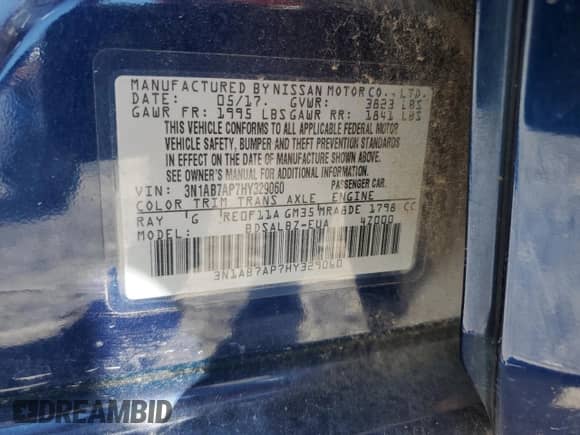 MANUFACTURED BY NISSAN MOTOR CO., LTD.
DATE: 05/17. GVWR: 3823 LBS
GAWR FR: 1995 LBS GAWR RR: 1841 LBS
THIS VEHICLE CONFORMS TO ALL APPLICABLE FEDERAL MOTOR
VEHICLE SAFETY, BUMPER AND THEFT PREVENTION STANDARDS
IN EFFECT ON THE DATE OF MANUFACTURE SHOWN ABOVE.
SEE OWNER'S MANUAL FOR ADDITIONAL INFORMATION.
VIN: 3N1AB7AP7HY329060 PASSENGER CAR.
COLOR TRIM TRANS AXLE ENGINE
RAY G RE0F11A GM35 MRA8DE 1798 CC
MODEL: BDSALBZ-EUA 4Z000
3N1AB7AP7HY329060
DREAMBID